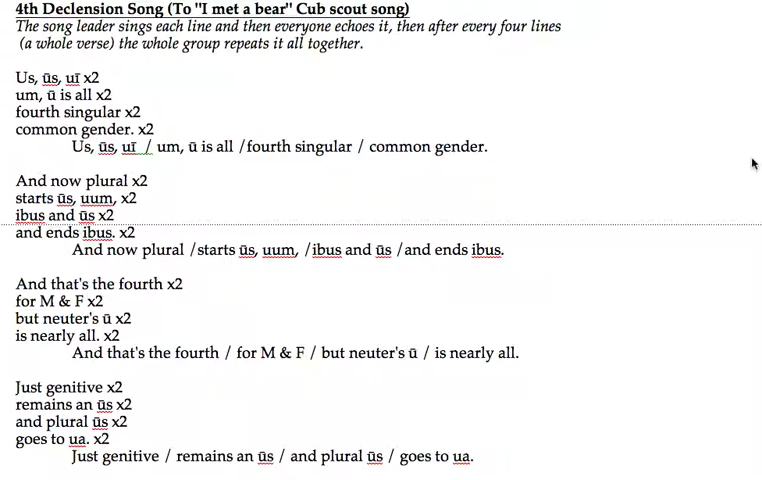 4th Declension Song (To "I met a bear" Cub scout song)
The song leader sings each line and then everyone echoes it, then after every four lines
(a whole verse) the whole group repeats it all together.
Us, ūs, uī x2
um, ū is all x2
fourth singular x2
common gender. x2
Us, ūs, uī / um, ū is all /fourth singular / common gender.
And now plural x2
starts ūs, uum, x2
ibus and ūs x2
and ends ibus. x2
And now plural /starts ūs, uum, /ibus and ūs /and ends ibus.
And that's the fourth x2
for M & F x2
but neuter's ū x2
is nearly all. x2
And that's the fourth / for M & F / but neuter's ū / is nearly all.
Just genitive x2
remains an ūs x2
and plural ūs x2
goes to ua. x2
Just genitive / remains an ūs / and plural ūs / goes to ua.